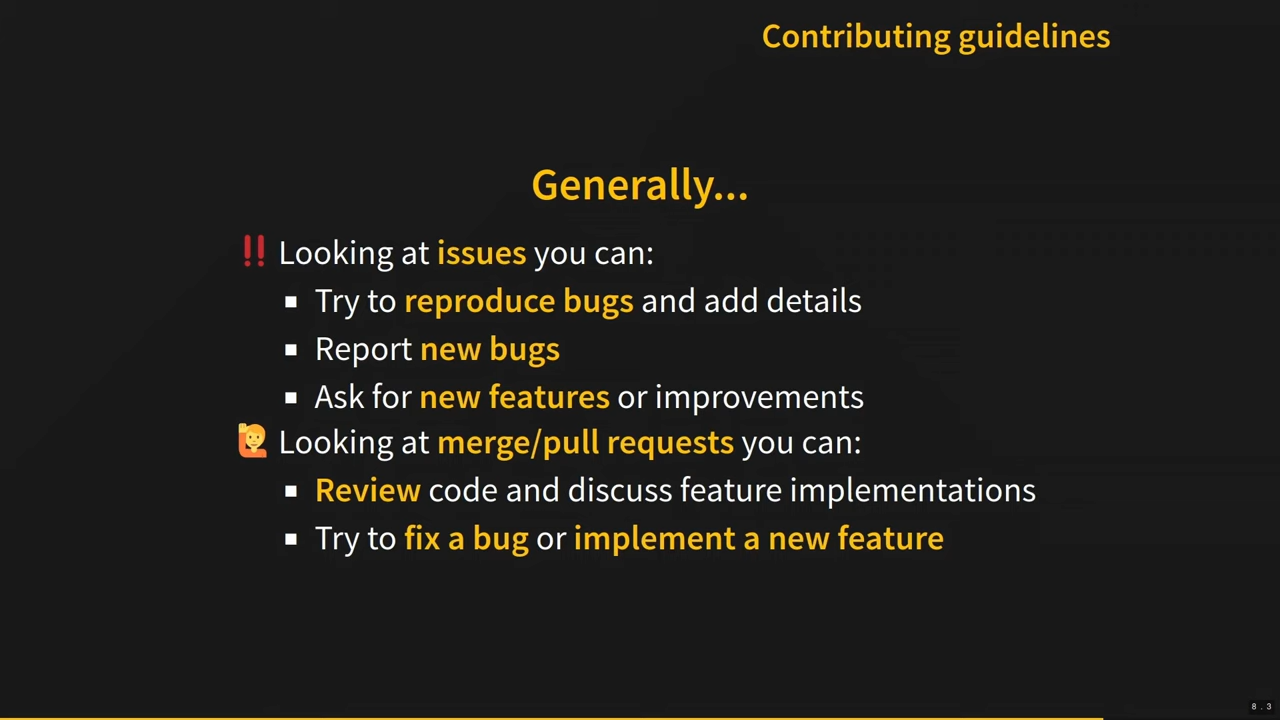 Contributing guidelines
Generally...
‼️ Looking at issues you can:
▪ Try to reproduce bugs and add details
▪ Report new bugs
▪ Ask for new features or improvements
🙋 Looking at merge/pull requests you can:
▪ Review code and discuss feature implementations
▪ Try to fix a bug or implement a new feature
8 . 3